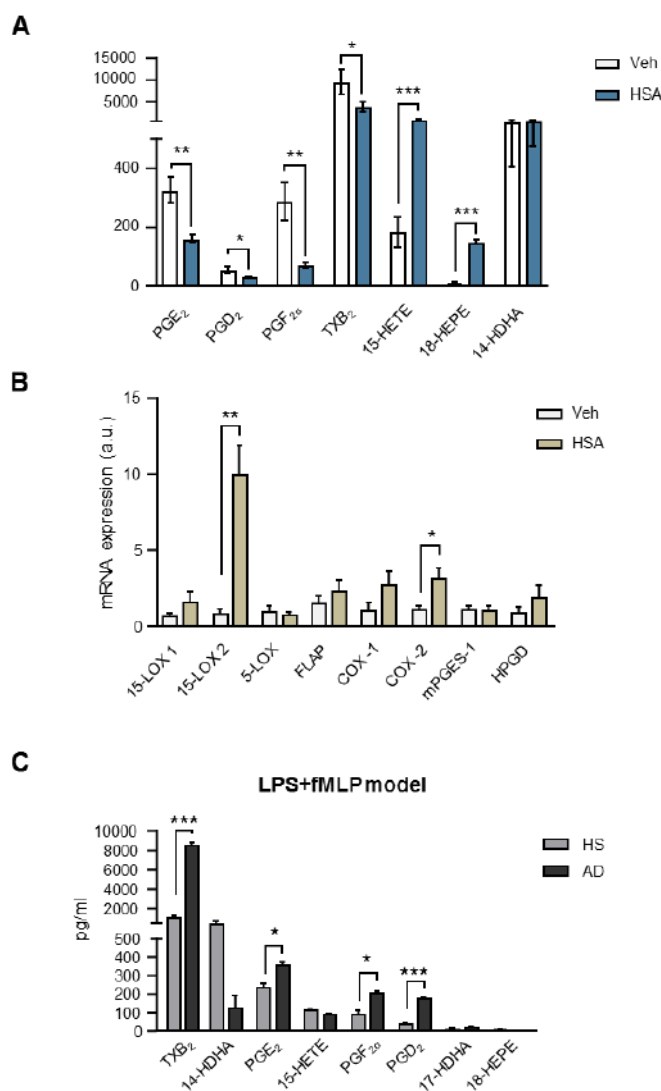 A
15000
10000
5000
400
200
0
**
*
**
*
***
***
Veh
HSA
PGE2
PGD2
PGF2α
TXB2
15-HETE
18-HEPE
14-HDHA
B
mRNA expression (a.u.)
15
10
5
0
**
*
Veh
HSA
15-LOX 1
15-LOX 2
5-LOX
FLAP
COX -1
COX -2
mPGES-1
HPGD
C
LPS+fMLP model
pg/ml
10000
8000
6000
4000
2000
500
400
300
200
100
0
***
*
*
***
HS
AD
TXB2
14-HDHA
PGE2
15-HETE
PGF2α
PGD2
17-HDHA
18-HEPE